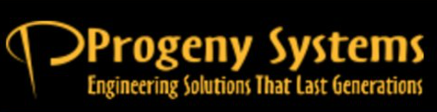 Progeny Systems
Engineering Solutions That Last Generations